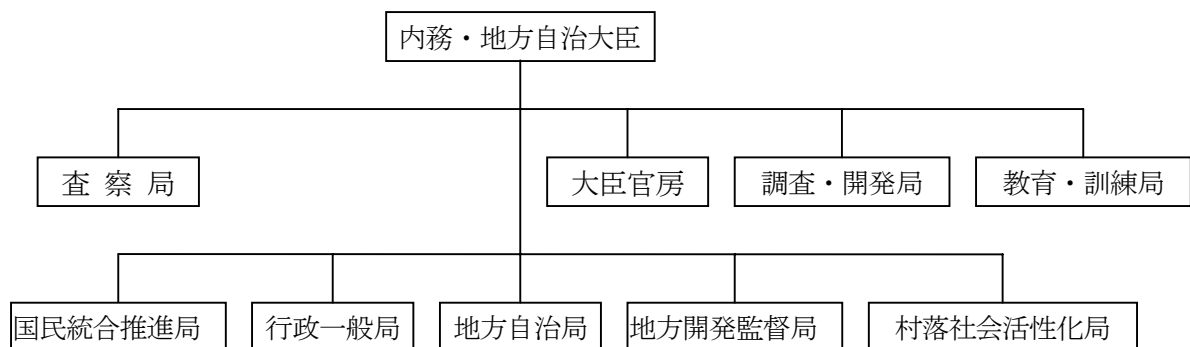 内務・地方自治大臣
査 察 局
大臣官房
調査・開発局
教育・訓練局
国民統合推進局
行政一般局
地方自治局
地方開発監督局
村落社会活性化局